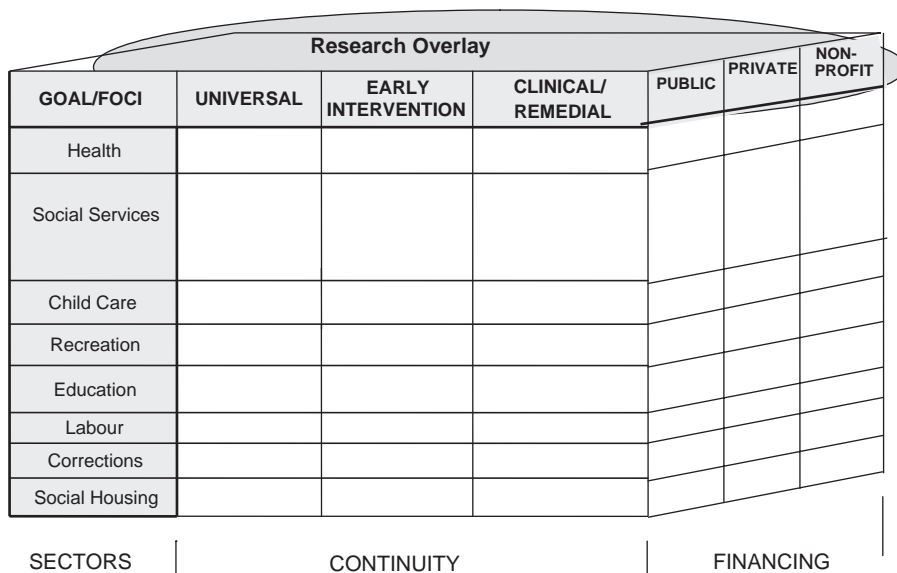 Research Overlay
GOAL/FOCI
UNIVERSAL
EARLY
INTERVENTION
CLINICAL/
REMEDIAL
PUBLIC
PRIVATE
NON-
PROFIT
Health
Social Services
Child Care
Recreation
Education
Labour
Corrections
Social Housing
SECTORS
CONTINUITY
FINANCING